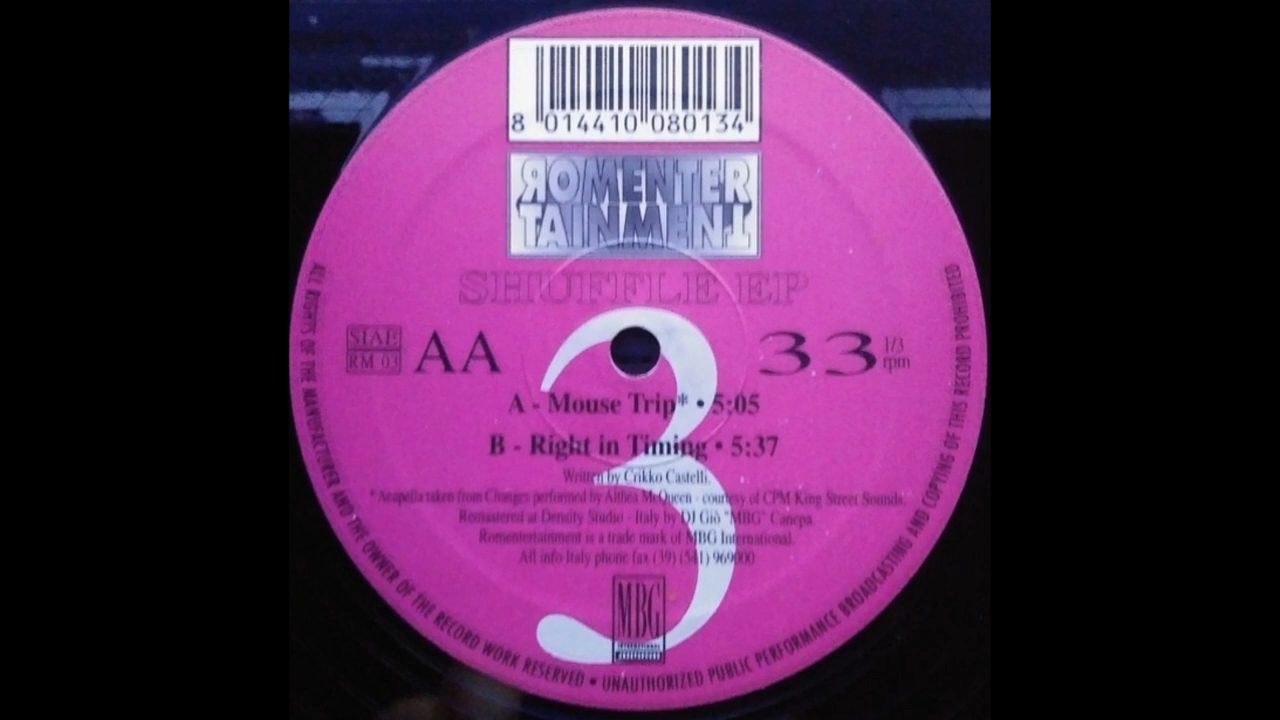 8 014410 080134
ROMENTER
TAINMENT
SHUFFLE EP
SIAE
RM 03
AA
33 1/3 rpm
3
A - Mouse Trip* • 5:05
B - Right in Timing • 5:37
Written by Crikko Castelli.
* Acapella taken from Changes performed by Althea McQueen - courtesy of CPM King Street Sounds.
Remastered at Density Studio - Italy by DJ Giò "MBG" Canepa.
Romentertainment is a trade mark of MBG International.
All info Italy phone fax (39) (541) 969000
MBG
INTERNATIONAL
ALL RIGHTS OF THE MANUFACTURER AND THE OWNER OF THE RECORD WORK RESERVED • UNAUTHORIZED PUBLIC PERFORMANCE BROADCASTING AND COPYING OF THIS RECORD PROHIBITED